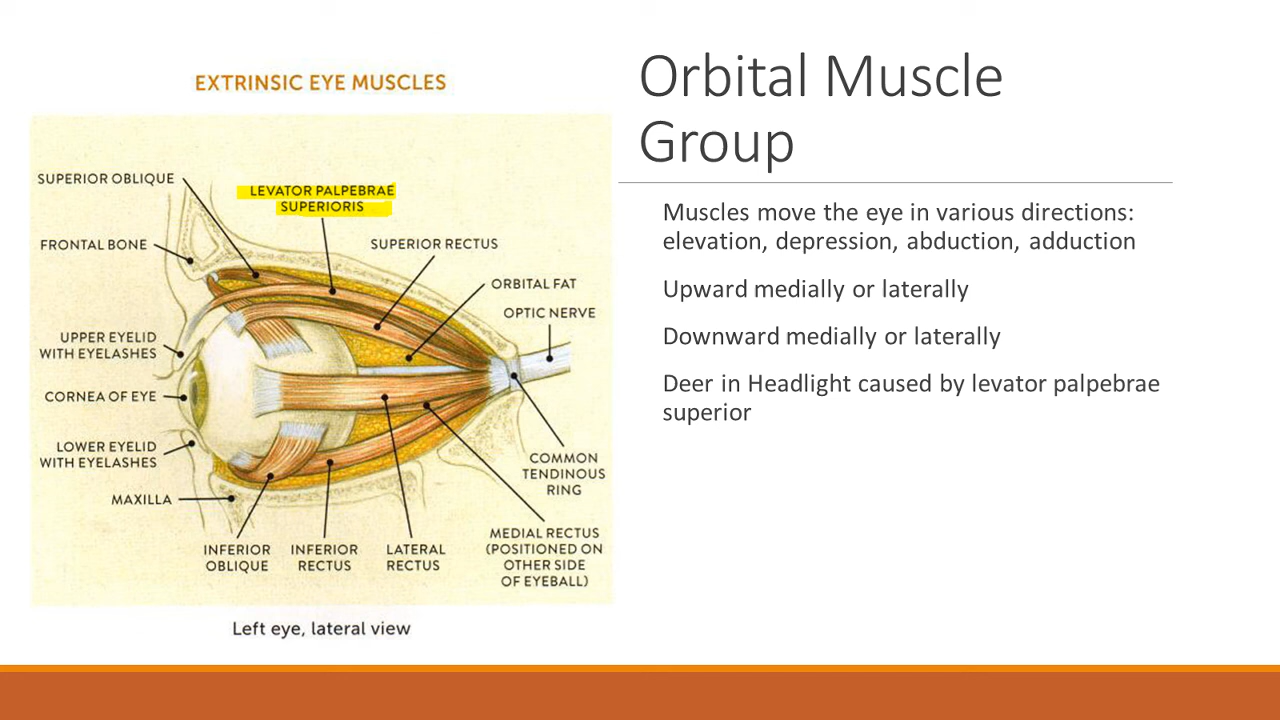 EXTRINSIC EYE MUSCLES
SUPERIOR OBLIQUE
LEVATOR PALPEBRAE
SUPERIORIS
FRONTAL BONE
SUPERIOR RECTUS
ORBITAL FAT
OPTIC NERVE
UPPER EYELID
WITH EYELASHES
CORNEA OF EYE
LOWER EYELID
WITH EYELASHES
MAXILLA
COMMON
TENDINOUS
RING
INFERIOR
OBLIQUE
INFERIOR
RECTUS
LATERAL
RECTUS
MEDIAL RECTUS
(POSITIONED ON
OTHER SIDE
OF EYEBALL)
Left eye, lateral view
Orbital Muscle
Group
Muscles move the eye in various directions:
elevation, depression, abduction, adduction
Upward medially or laterally
Downward medially or laterally
Deer in Headlight caused by levator palpebrae
superior